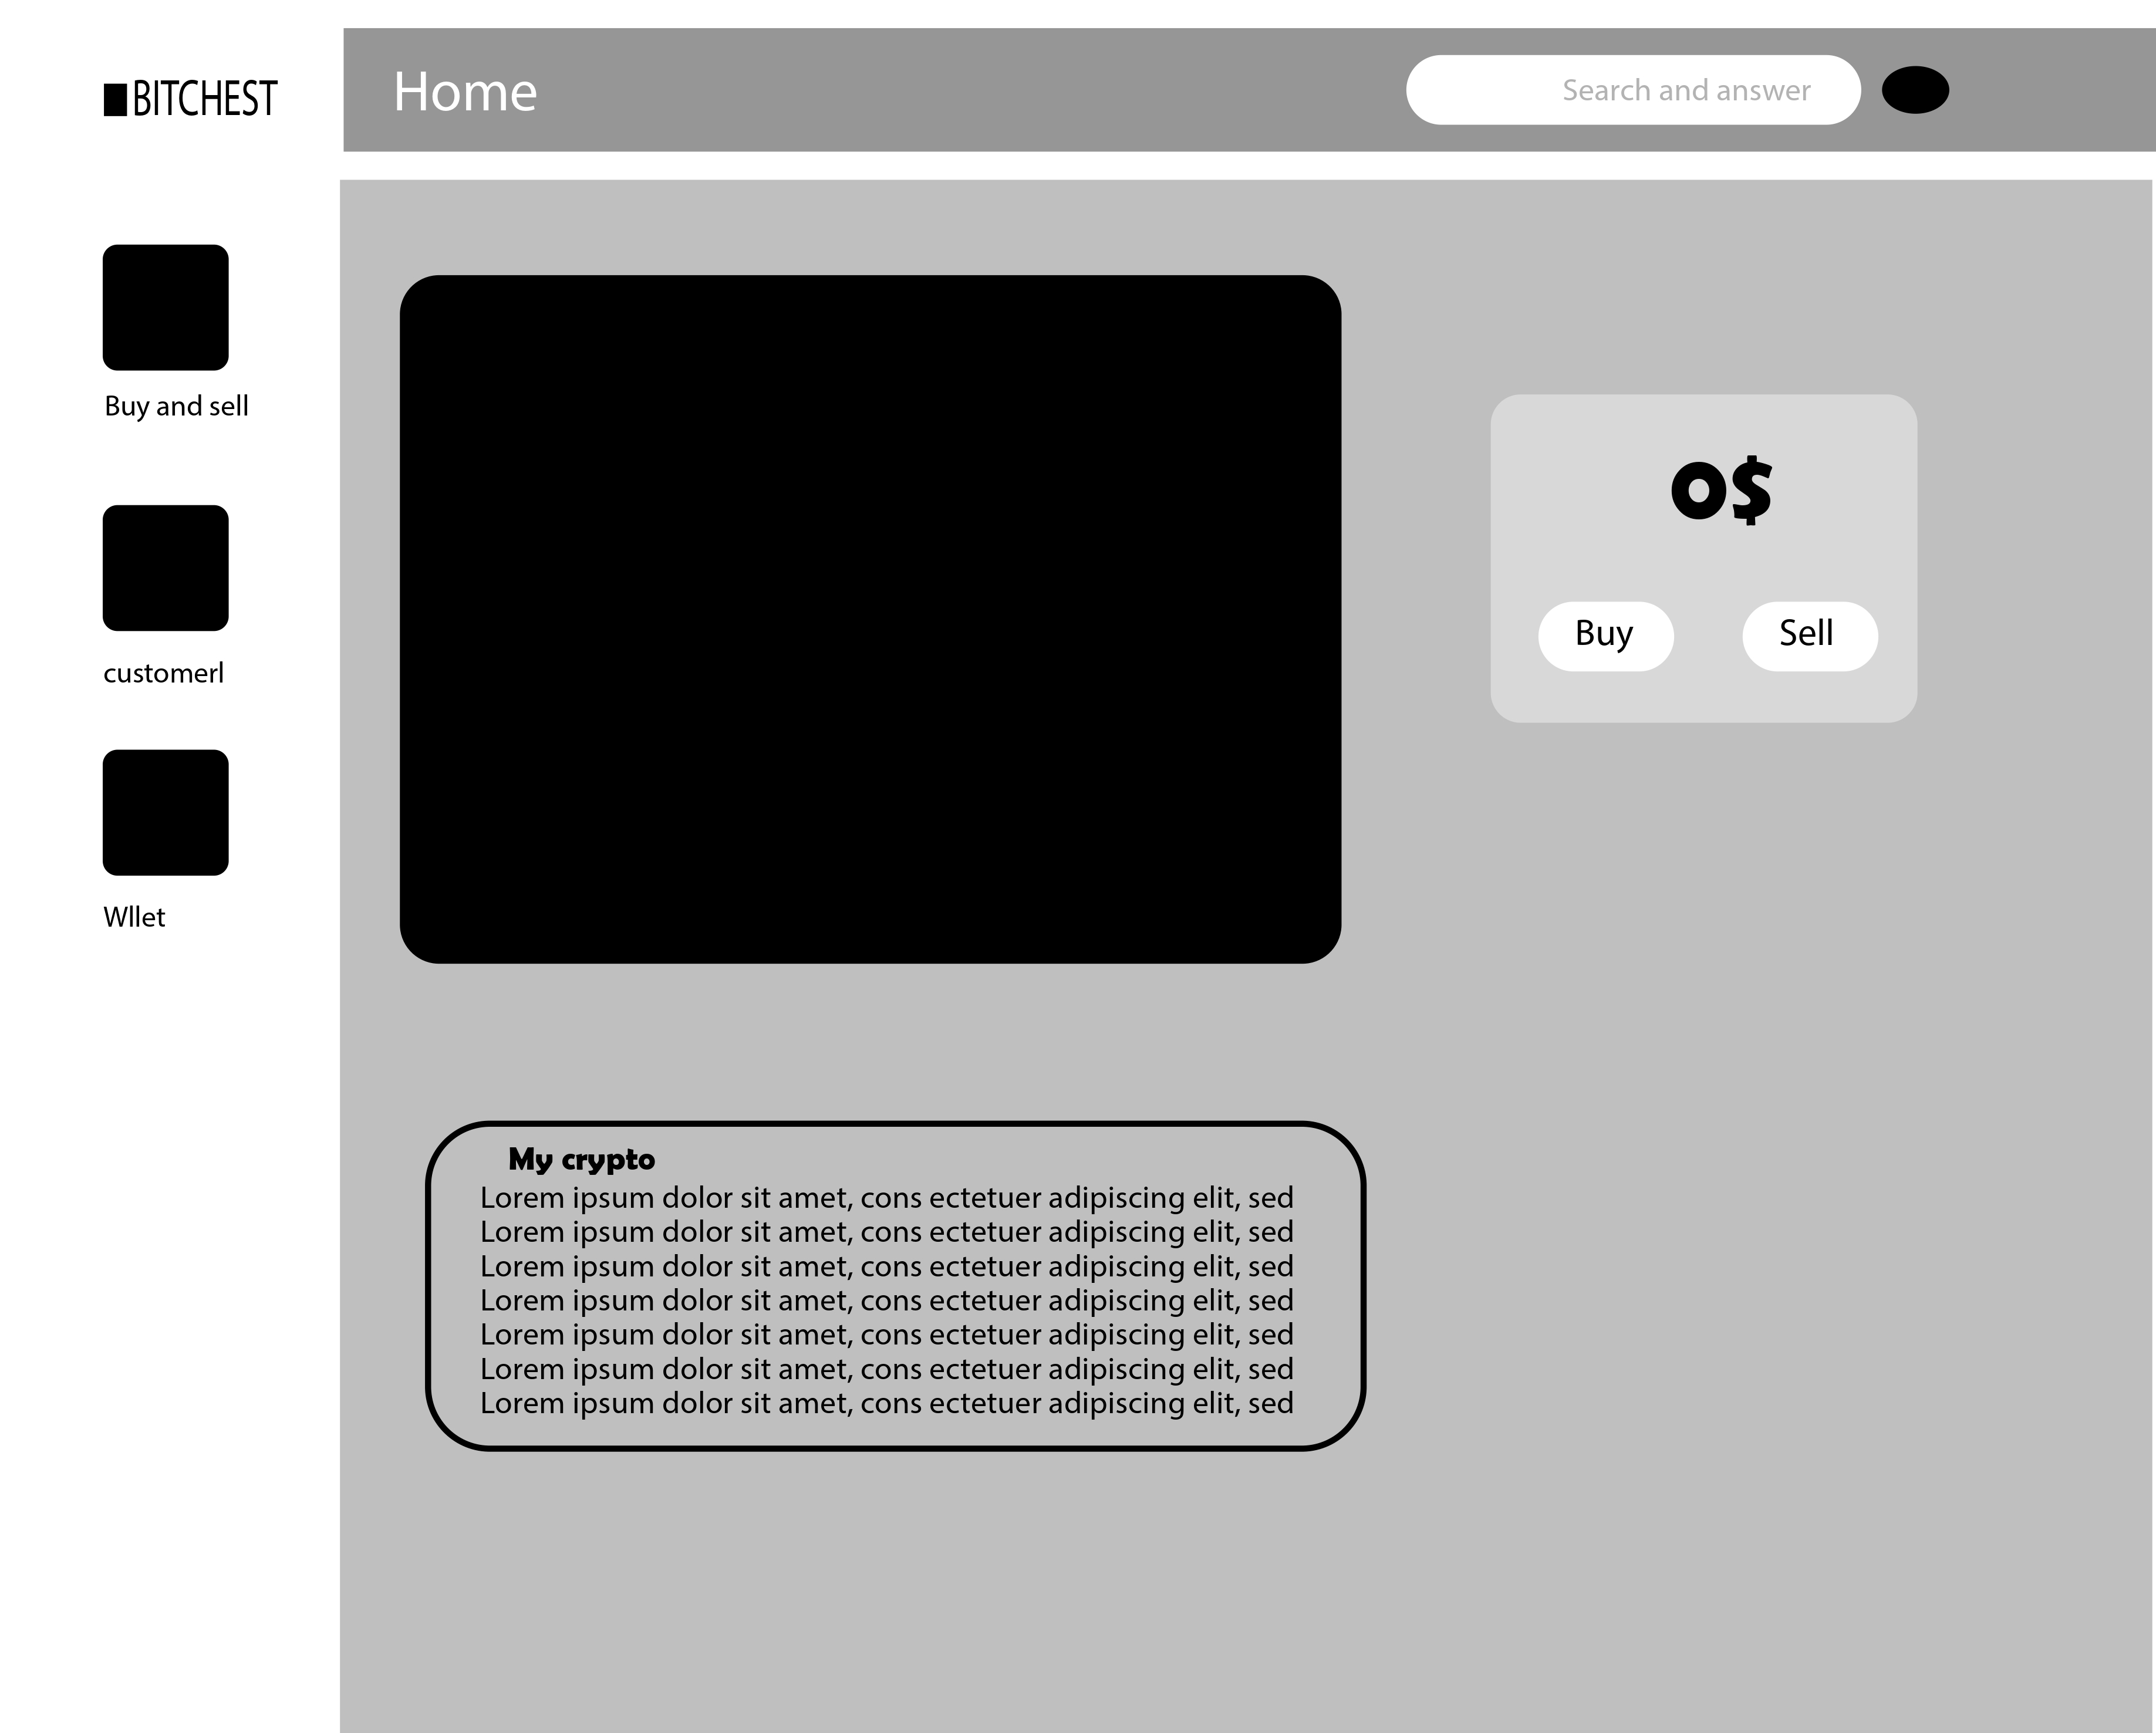 BITCHEST
Home
Search and answer
Buy and sell
customerl
Wllet
0$
Buy
Sell
My crypto
Lorem ipsum dolor sit amet, cons ectetuer adipiscing elit, sed
Lorem ipsum dolor sit amet, cons ectetuer adipiscing elit, sed
Lorem ipsum dolor sit amet, cons ectetuer adipiscing elit, sed
Lorem ipsum dolor sit amet, cons ectetuer adipiscing elit, sed
Lorem ipsum dolor sit amet, cons ectetuer adipiscing elit, sed
Lorem ipsum dolor sit amet, cons ectetuer adipiscing elit, sed
Lorem ipsum dolor sit amet, cons ectetuer adipiscing elit, sed